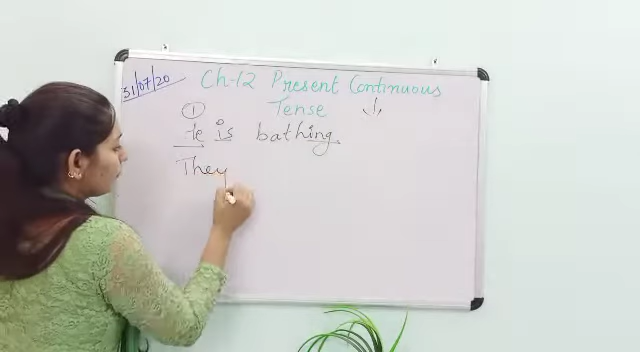 31/07/20
Ch-12 Present Continuous
Tense
①
He is bathing
They